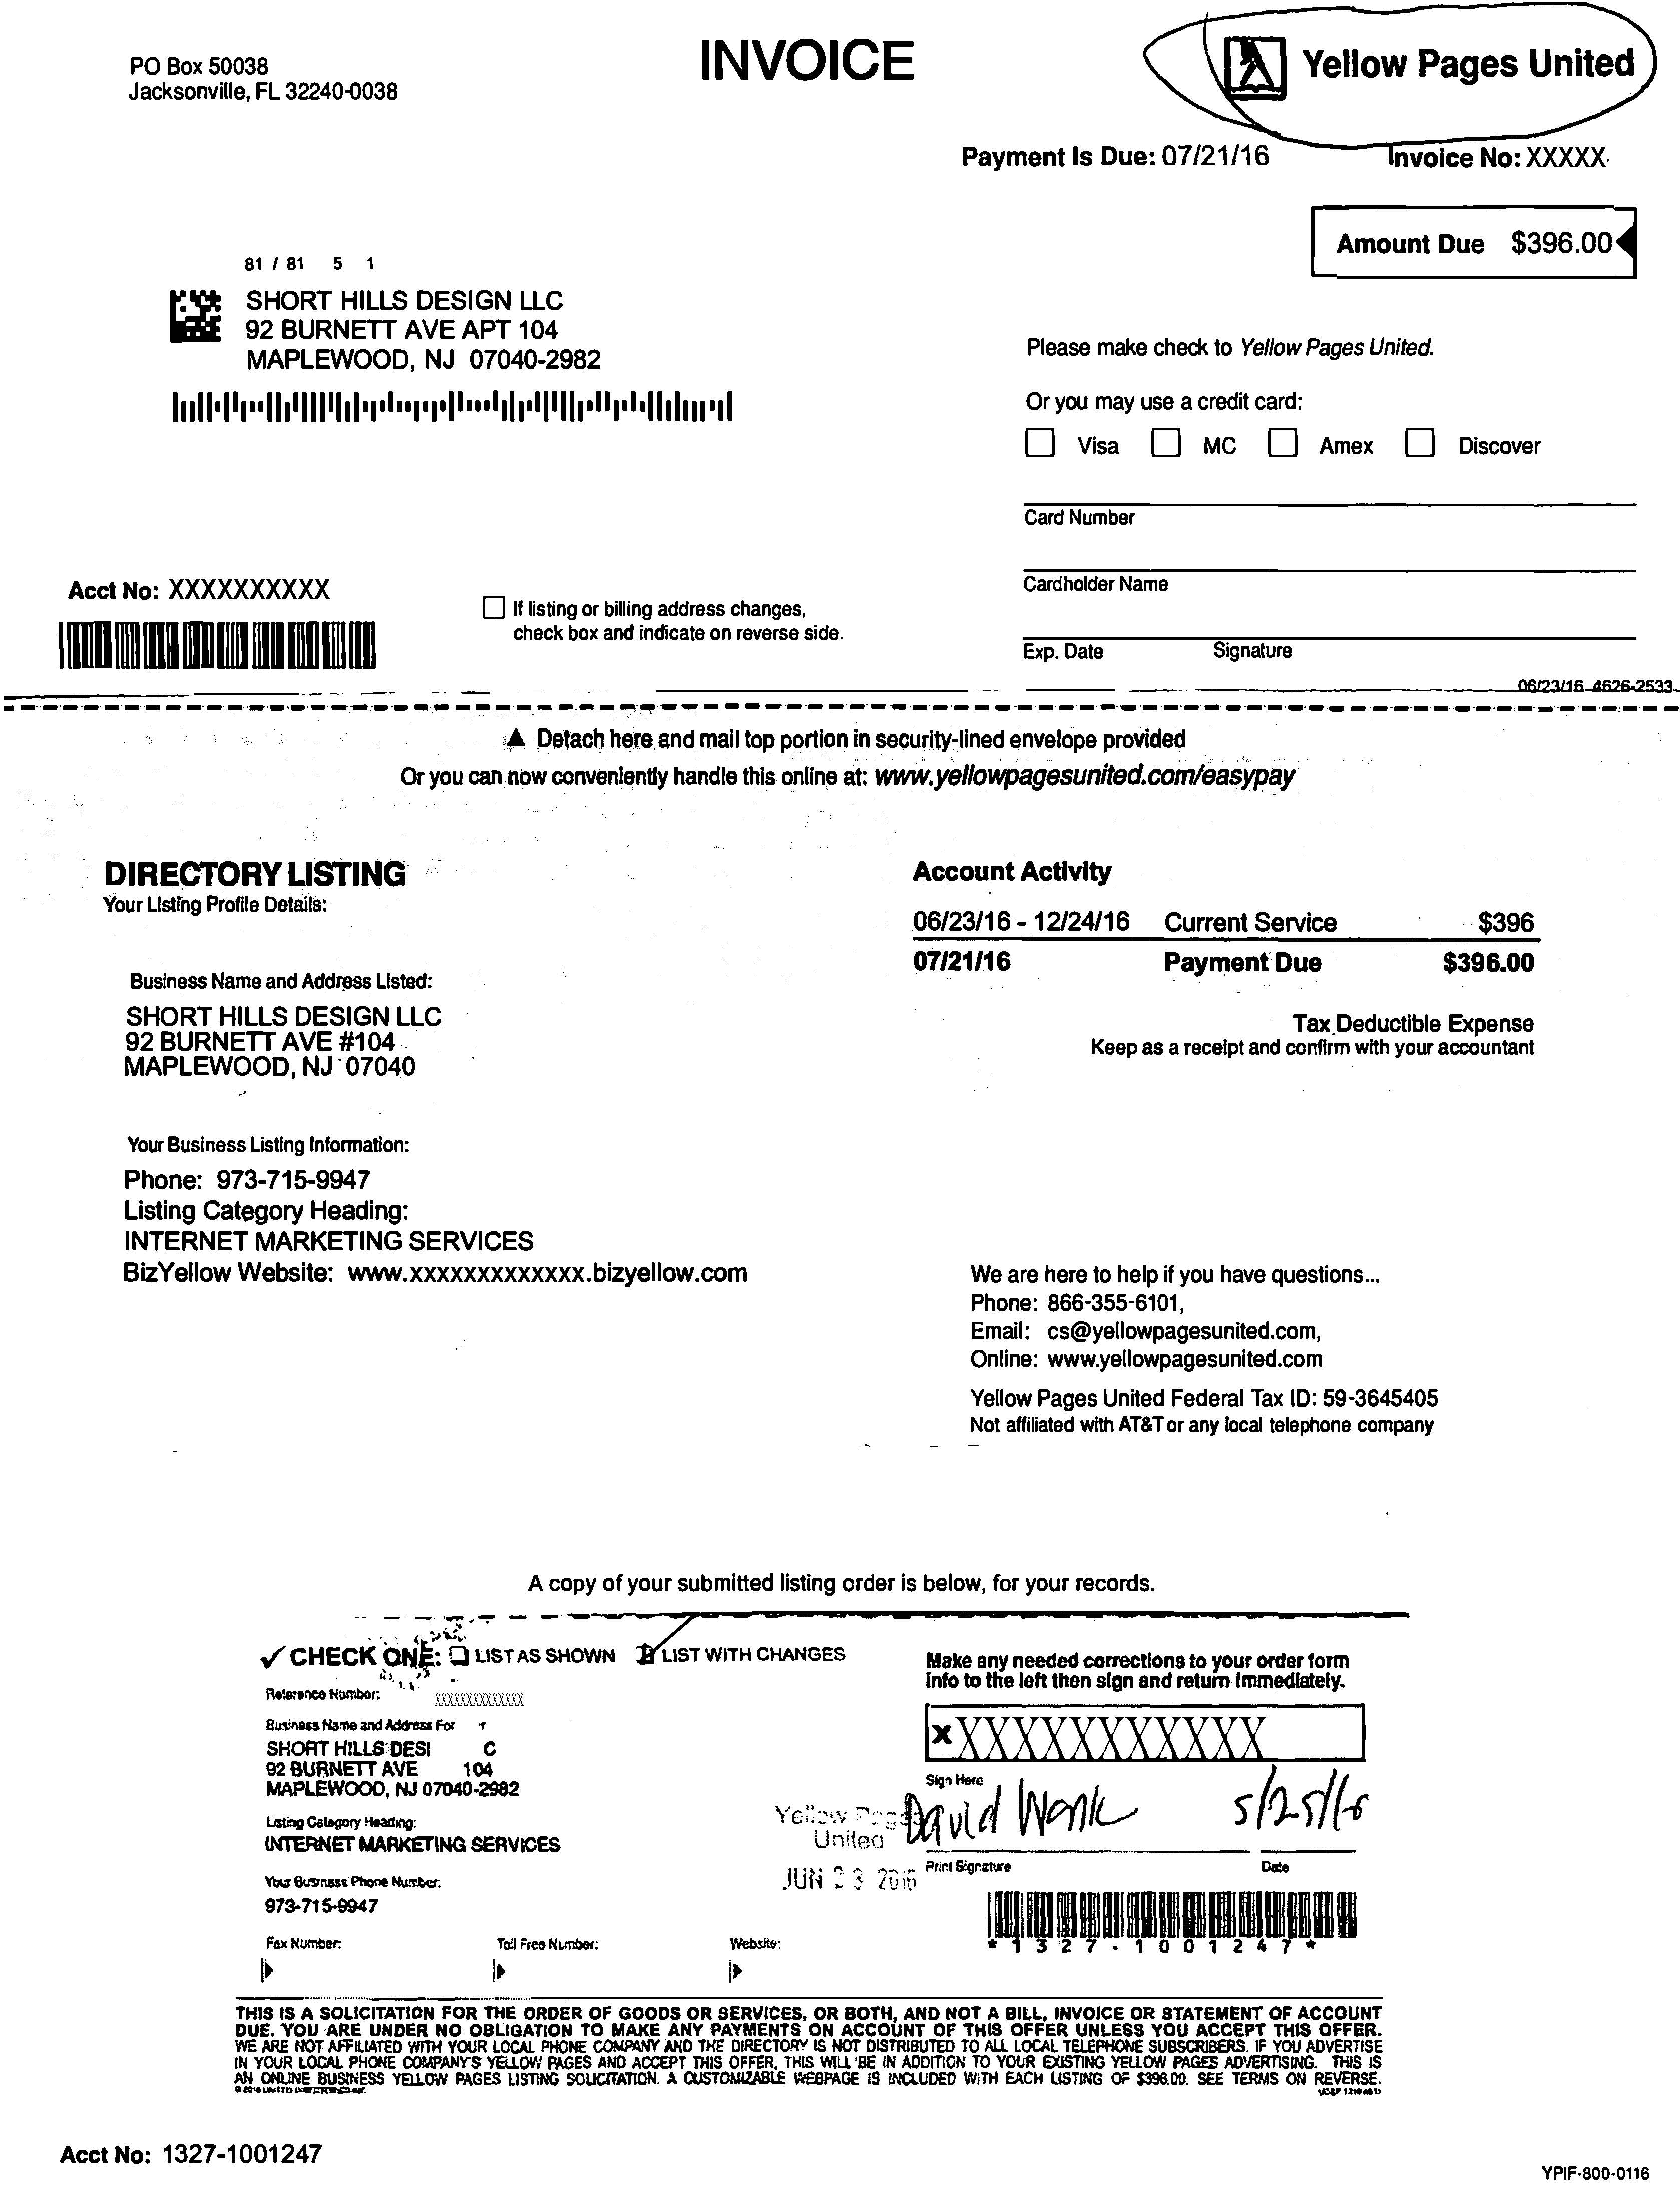 PO Box 50038
Jacksonville, FL 32240-0038
INVOICE
Yellow Pages United
Payment Is Due: 07/21/16
Invoice No: XXXXX
Amount Due $396.00
81 / 81 5 1
SHORT HILLS DESIGN LLC
92 BURNETT AVE APT 104
MAPLEWOOD, NJ 07040-2982
Please make check to Yellow Pages United.
Or you may use a credit card:
Visa MC Amex Discover
Card Number
Cardholder Name
Exp. Date Signature
Acct No: XXXXXXXXXX
If listing or billing address changes,
check box and indicate on reverse side.
06/23/16 4626-2533
▲ Detach here and mail top portion in security-lined envelope provided
Or you can now conveniently handle this online at: www.yellowpagesunited.com/easypay
DIRECTORY LISTING
Your Listing Profile Details:
Business Name and Address Listed:
SHORT HILLS DESIGN LLC
92 BURNETT AVE #104
MAPLEWOOD, NJ 07040
Your Business Listing Information:
Phone: 973-715-9947
Listing Category Heading:
INTERNET MARKETING SERVICES
BizYellow Website: www.xxxxxxxxxxxxx.bizyellow.com
Account Activity
06/23/16 - 12/24/16 Current Service $396
07/21/16 Payment Due $396.00
Tax Deductible Expense
Keep as a receipt and confirm with your accountant
We are here to help if you have questions...
Phone: 866-355-6101,
Email: cs@yellowpagesunited.com,
Online: www.yellowpagesunited.com
Yellow Pages United Federal Tax ID: 59-3645405
Not affiliated with AT&T or any local telephone company
A copy of your submitted listing order is below, for your records.
✓ CHECK ONE: LIST AS SHOWN LIST WITH CHANGES
Reference Number: XXXXXXXXXXXXXX
Business Name and Address For
SHORT HILLS DESI C
92 BURNETT AVE 104
MAPLEWOOD, NJ 07040-2982
Listing Category Heading:
INTERNET MARKETING SERVICES
Your Business Phone Number:
973-715-9947
Fax Number: Toll Free Number: Website:
Make any needed corrections to your order form
info to the left then sign and return immediately.
X XXXXXXXXXXXX
Sign Here
David Wonk 5/25/16
Print Signature Date
Yellow Pages
United
JUN 23 2016
*1327-1001247*
THIS IS A SOLICITATION FOR THE ORDER OF GOODS OR SERVICES, OR BOTH, AND NOT A BILL, INVOICE OR STATEMENT OF ACCOUNT
DUE. YOU ARE UNDER NO OBLIGATION TO MAKE ANY PAYMENTS ON ACCOUNT OF THIS OFFER UNLESS YOU ACCEPT THIS OFFER.
WE ARE NOT AFFILIATED WITH YOUR LOCAL PHONE COMPANY AND THE DIRECTORY IS NOT DISTRIBUTED TO ALL LOCAL TELEPHONE SUBSCRIBERS. IF YOU ADVERTISE
IN YOUR LOCAL PHONE COMPANY'S YELLOW PAGES AND ACCEPT THIS OFFER, THIS WILL BE IN ADDITION TO YOUR EXISTING YELLOW PAGES ADVERTISING. THIS IS
AN ONLINE BUSINESS YELLOW PAGES LISTING SOLICITATION. A CUSTOMIZABLE WEBPAGE IS INCLUDED WITH EACH LISTING OF $396.00. SEE TERMS ON REVERSE.
Acct No: 1327-1001247
YPIF-800-0116